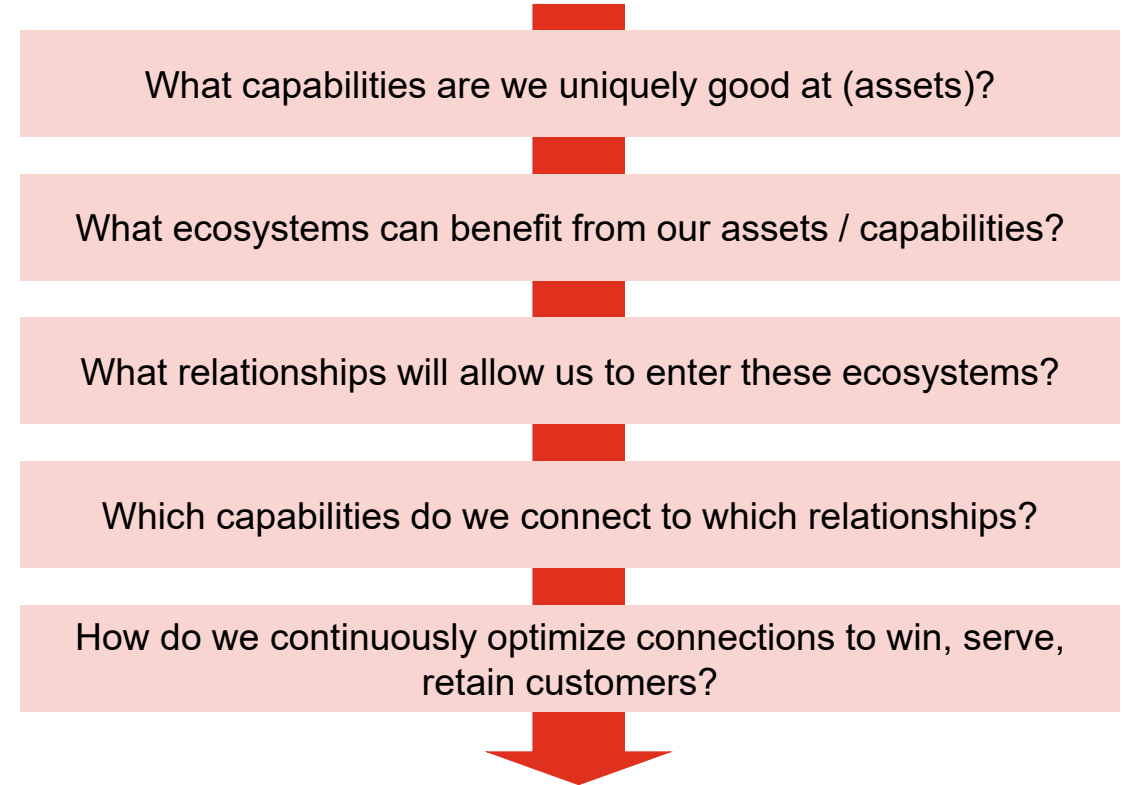 What capabilities are we uniquely good at (assets)?
What ecosystems can benefit from our assets / capabilities?
What relationships will allow us to enter these ecosystems?
Which capabilities do we connect to which relationships?
How do we continuously optimize connections to win, serve,
retain customers?